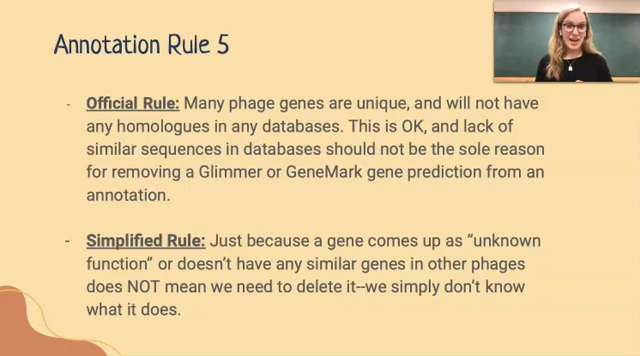 Annotation Rule 5
- Official Rule: Many phage genes are unique, and will not have
any homologues in any databases. This is OK, and lack of
similar sequences in databases should not be the sole reason
for removing a Glimmer or GeneMark gene prediction from an
annotation.
- Simplified Rule: Just because a gene comes up as “unknown
function” or doesn’t have any similar genes in other phages
does NOT mean we need to delete it--we simply don’t know
what it does.